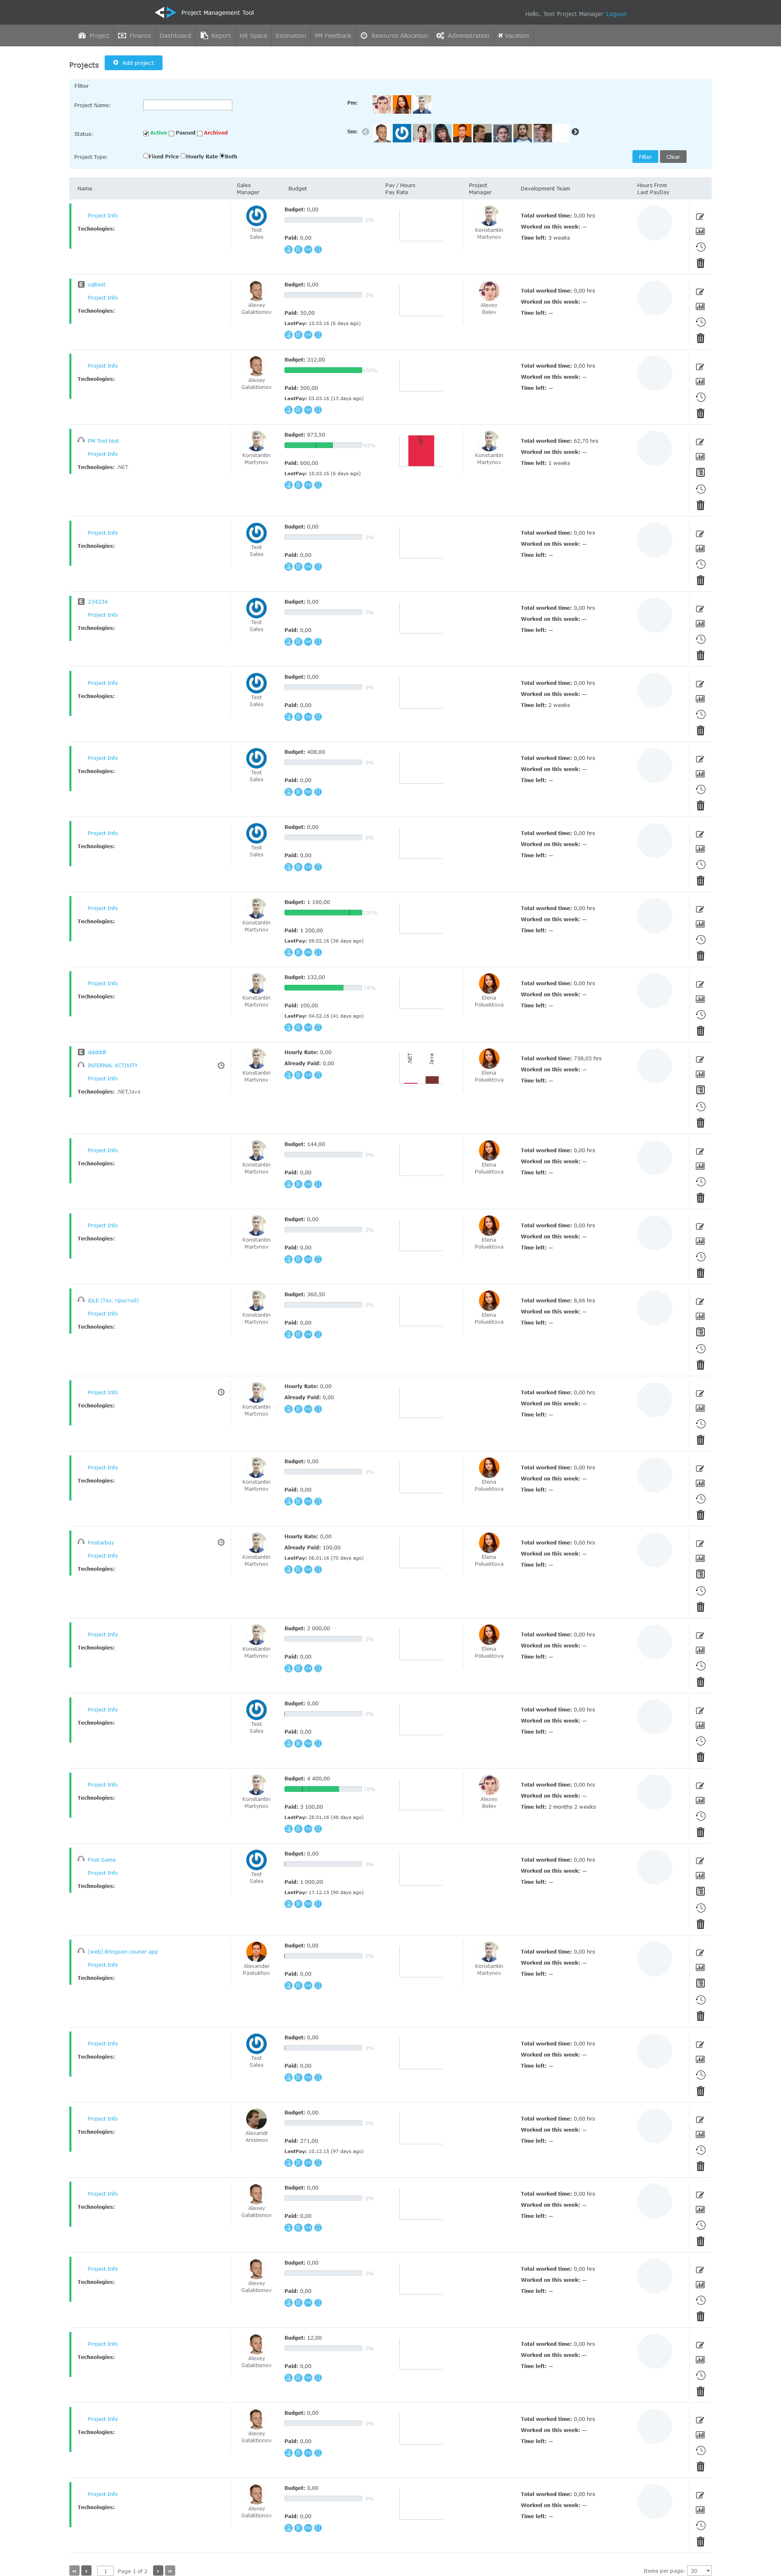 Project Management Tool
Hello, Test Project Manager Logout
Project Finance Dashboard Report HR Space Estimation PM Feedback Resource Allocation Administration Vacation
Projects Add project
Filter
Project Name: Pm:
Status: Active Paused Archived Sm:
Project Type: Fixed Price Hourly Rate Both Filter Clear
Name Sales Manager Budget Pay / Hours Pay Rate Project Manager Development Team Hours From Last PayDay
Project Info
Technologies:
Test Sales
Budget: 0,00
0%
Paid: 0,00
Konstantin Martynov
Total worked time: 0,00 hrs
Worked on this week: —
Time left: 3 weeks
sqltest
Project Info
Technologies:
Alexey Galaktionov
Budget: 0,00
0%
Paid: 50,00
LastPay: 10.03.16 (6 days ago)
Alexey Belev
Total worked time: 0,00 hrs
Worked on this week: —
Time left: —
Project Info
Technologies:
Alexey Galaktionov
Budget: 312,00
160%
Paid: 500,00
LastPay: 03.03.16 (13 days ago)
Total worked time: 0,00 hrs
Worked on this week: —
Time left: —
PM Tool test
Project Info
Technologies: .NET
Konstantin Martynov
Budget: 973,50
62%
Paid: 600,00
LastPay: 10.03.16 (6 days ago)
.NET
Konstantin Martynov
Total worked time: 62,70 hrs
Worked on this week: —
Time left: 1 weeks
Project Info
Technologies:
Test Sales
Budget: 0,00
0%
Paid: 0,00
Total worked time: 0,00 hrs
Worked on this week: —
Time left: —
234234
Project Info
Technologies:
Test Sales
Budget: 0,00
0%
Paid: 0,00
Total worked time: 0,00 hrs
Worked on this week: —
Time left: —
Project Info
Technologies:
Test Sales
Budget: 0,00
0%
Paid: 0,00
Total worked time: 0,00 hrs
Worked on this week: —
Time left: 2 weeks
Project Info
Technologies:
Test Sales
Budget: 408,00
0%
Paid: 0,00
Total worked time: 0,00 hrs
Worked on this week: —
Time left: —
Project Info
Technologies:
Test Sales
Budget: 0,00
0%
Paid: 0,00
Total worked time: 0,00 hrs
Worked on this week: —
Time left: —
Project Info
Technologies:
Konstantin Martynov
Budget: 1 190,00
101%
Paid: 1 200,00
LastPay: 09.02.16 (36 days ago)
Total worked time: 0,00 hrs
Worked on this week: —
Time left: —
Project Info
Technologies:
Konstantin Martynov
Budget: 132,00
76%
Paid: 100,00
LastPay: 04.02.16 (41 days ago)
Elena Poluektova
Total worked time: 0,00 hrs
Worked on this week: —
Time left: —
dddddf
INTERNAL ACTIVITY
Project Info
Technologies: .NETJava
Konstantin Martynov
Hourly Rate: 0,00
Already Paid: 0,00
.NET Java
Elena Poluektova
Total worked time: 738,05 hrs
Worked on this week: —
Time left: —
Project Info
Technologies:
Konstantin Martynov
Budget: 144,00
0%
Paid: 0,00
Elena Poluektova
Total worked time: 0,00 hrs
Worked on this week: —
Time left: —
Project Info
Technologies:
Konstantin Martynov
Budget: 0,00
0%
Paid: 0,00
Elena Poluektova
Total worked time: 0,00 hrs
Worked on this week: —
Time left: —
iDLE (Тех. простой)
Project Info
Technologies:
Konstantin Martynov
Budget: 360,50
0%
Paid: 0,00
Elena Poluektova
Total worked time: 8,66 hrs
Worked on this week: —
Time left: —
Project Info
Technologies:
Konstantin Martynov
Hourly Rate: 0,00
Already Paid: 0,00
Total worked time: 0,00 hrs
Worked on this week: —
Time left: —
Project Info
Technologies:
Konstantin Martynov
Budget: 0,00
0%
Paid: 0,00
Elena Poluektova
Total worked time: 0,00 hrs
Worked on this week: —
Time left: —
Postarboy
Project Info
Technologies:
Konstantin Martynov
Hourly Rate: 0,00
Already Paid: 100,00
LastPay: 06.01.16 (70 days ago)
Elena Poluektova
Total worked time: 0,00 hrs
Worked on this week: —
Time left: —
Project Info
Technologies:
Konstantin Martynov
Budget: 2 000,00
0%
Paid: 0,00
Elena Poluektova
Total worked time: 0,00 hrs
Worked on this week: —
Time left: —
Project Info
Technologies:
Test Sales
Budget: 0,00
0%
Paid: 0,00
Total worked time: 0,00 hrs
Worked on this week: —
Time left: —
Project Info
Technologies:
Konstantin Martynov
Budget: 4 400,00
70%
Paid: 3 100,00
LastPay: 28.01.16 (48 days ago)
Alexey Belev
Total worked time: 0,00 hrs
Worked on this week: —
Time left: 2 months 2 weeks
Post Game
Project Info
Technologies:
Test Sales
Budget: 0,00
0%
Paid: 1 000,00
LastPay: 17.12.15 (90 days ago)
Total worked time: 0,00 hrs
Worked on this week: —
Time left: —
[web] Bringson courier app
Project Info
Technologies:
Alexander Pastukhov
Budget: 0,00
0%
Paid: 0,00
Konstantin Martynov
Total worked time: 0,00 hrs
Worked on this week: —
Time left: —
Project Info
Technologies:
Test Sales
Budget: 0,00
0%
Paid: 0,00
Total worked time: 0,00 hrs
Worked on this week: —
Time left: —
Project Info
Technologies:
Alexandr Anisimov
Budget: 0,00
0%
Paid: 271,00
LastPay: 10.12.15 (97 days ago)
Total worked time: 0,00 hrs
Worked on this week: —
Time left: —
Project Info
Technologies:
Alexey Galaktionov
Budget: 0,00
0%
Paid: 0,00
Total worked time: 0,00 hrs
Worked on this week: —
Time left: —
Project Info
Technologies:
Alexey Galaktionov
Budget: 0,00
0%
Paid: 0,00
Total worked time: 0,00 hrs
Worked on this week: —
Time left: —
Project Info
Technologies:
Alexey Galaktionov
Budget: 12,00
0%
Paid: 0,00
Total worked time: 0,00 hrs
Worked on this week: —
Time left: —
Project Info
Technologies:
Alexey Galaktionov
Budget: 0,00
0%
Paid: 0,00
Total worked time: 0,00 hrs
Worked on this week: —
Time left: —
Project Info
Technologies:
Alexey Galaktionov
Budget: 0,00
0%
Paid: 0,00
Total worked time: 0,00 hrs
Worked on this week: —
Time left: —
« ‹ 1 Page 1 of 2 › » Items per page: 30